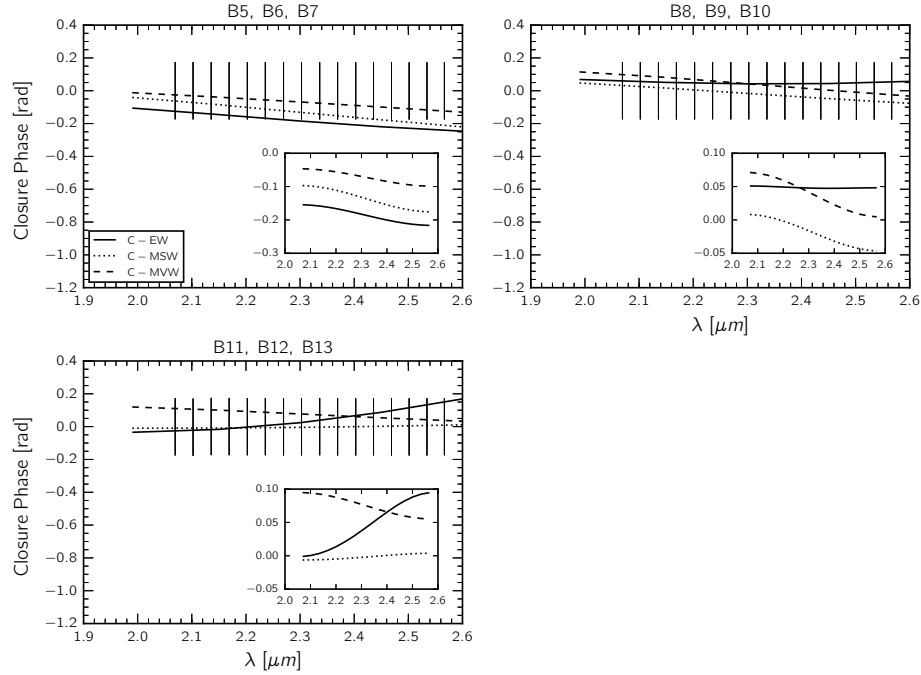 B5, B6, B7
0.4
0.2
0.0
−0.2
−0.4
−0.6
−0.8
−1.0
−1.2
Closure Phase [rad]
0.0
−0.1
−0.2
−0.3
2.0 2.1 2.2 2.3 2.4 2.5 2.6
C − EW
C − MSW
C − MVW
1.9 2.0 2.1 2.2 2.3 2.4 2.5 2.6
B8, B9, B10
0.4
0.2
0.0
−0.2
−0.4
−0.6
−0.8
−1.0
−1.2
0.10
0.05
0.00
−0.05
2.0 2.1 2.2 2.3 2.4 2.5 2.6
1.9 2.0 2.1 2.2 2.3 2.4 2.5 2.6
λ [μm]
B11, B12, B13
0.4
0.2
0.0
−0.2
−0.4
−0.6
−0.8
−1.0
−1.2
Closure Phase [rad]
0.10
0.05
0.00
−0.05
2.0 2.1 2.2 2.3 2.4 2.5 2.6
1.9 2.0 2.1 2.2 2.3 2.4 2.5 2.6
λ [μm]